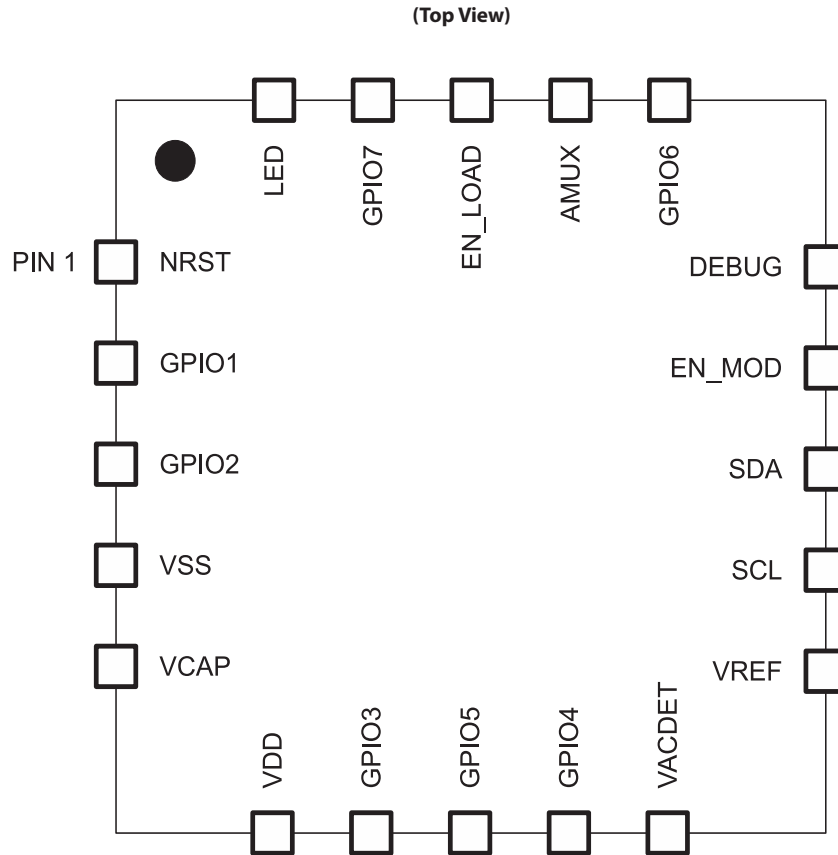 (Top View)
LED
GPIO7
EN_LOAD
AMUX
GPIO6
PIN 1
NRST
GPIO1
GPIO2
VSS
VCAP
DEBUG
EN_MOD
SDA
SCL
VREF
VDD
GPIO3
GPIO5
GPIO4
VACDET